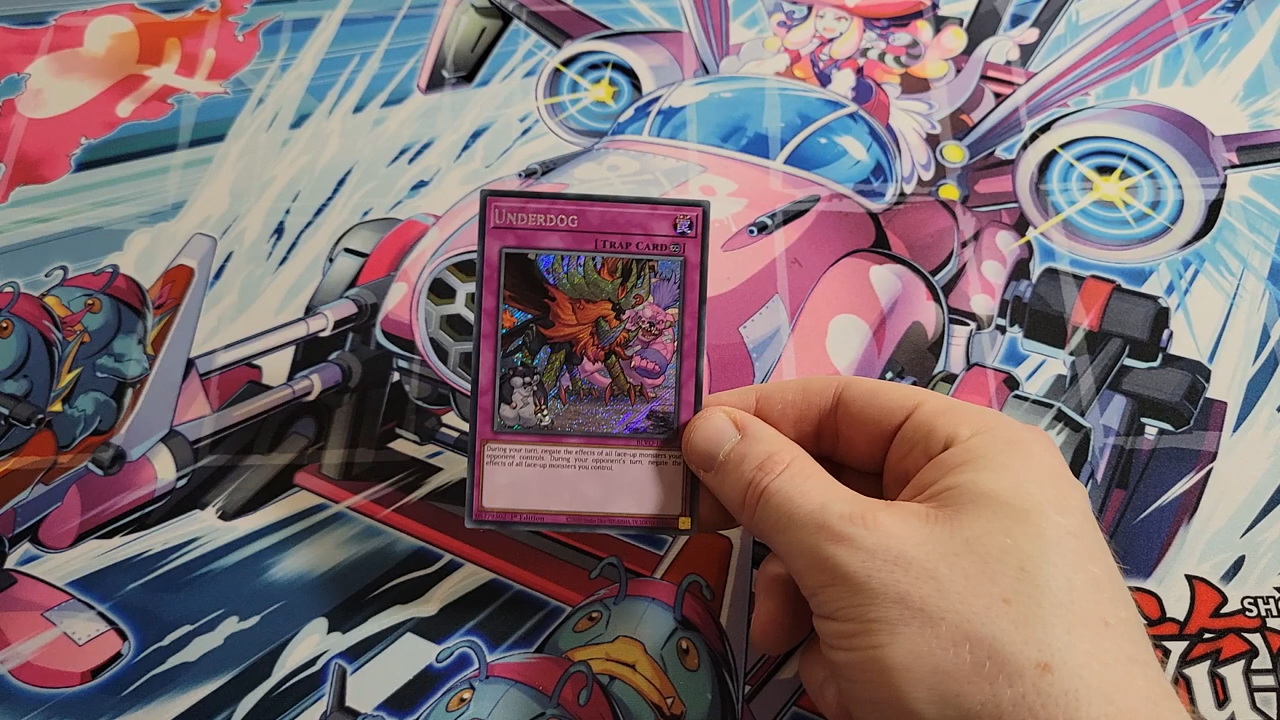 UNDERDOG
[TRAP CARD
During your turn, negate the effects of all face-up monsters your
opponent controls. During your opponent's turn, negate the
effects of all face-up monsters you control.
1st Edition
SH